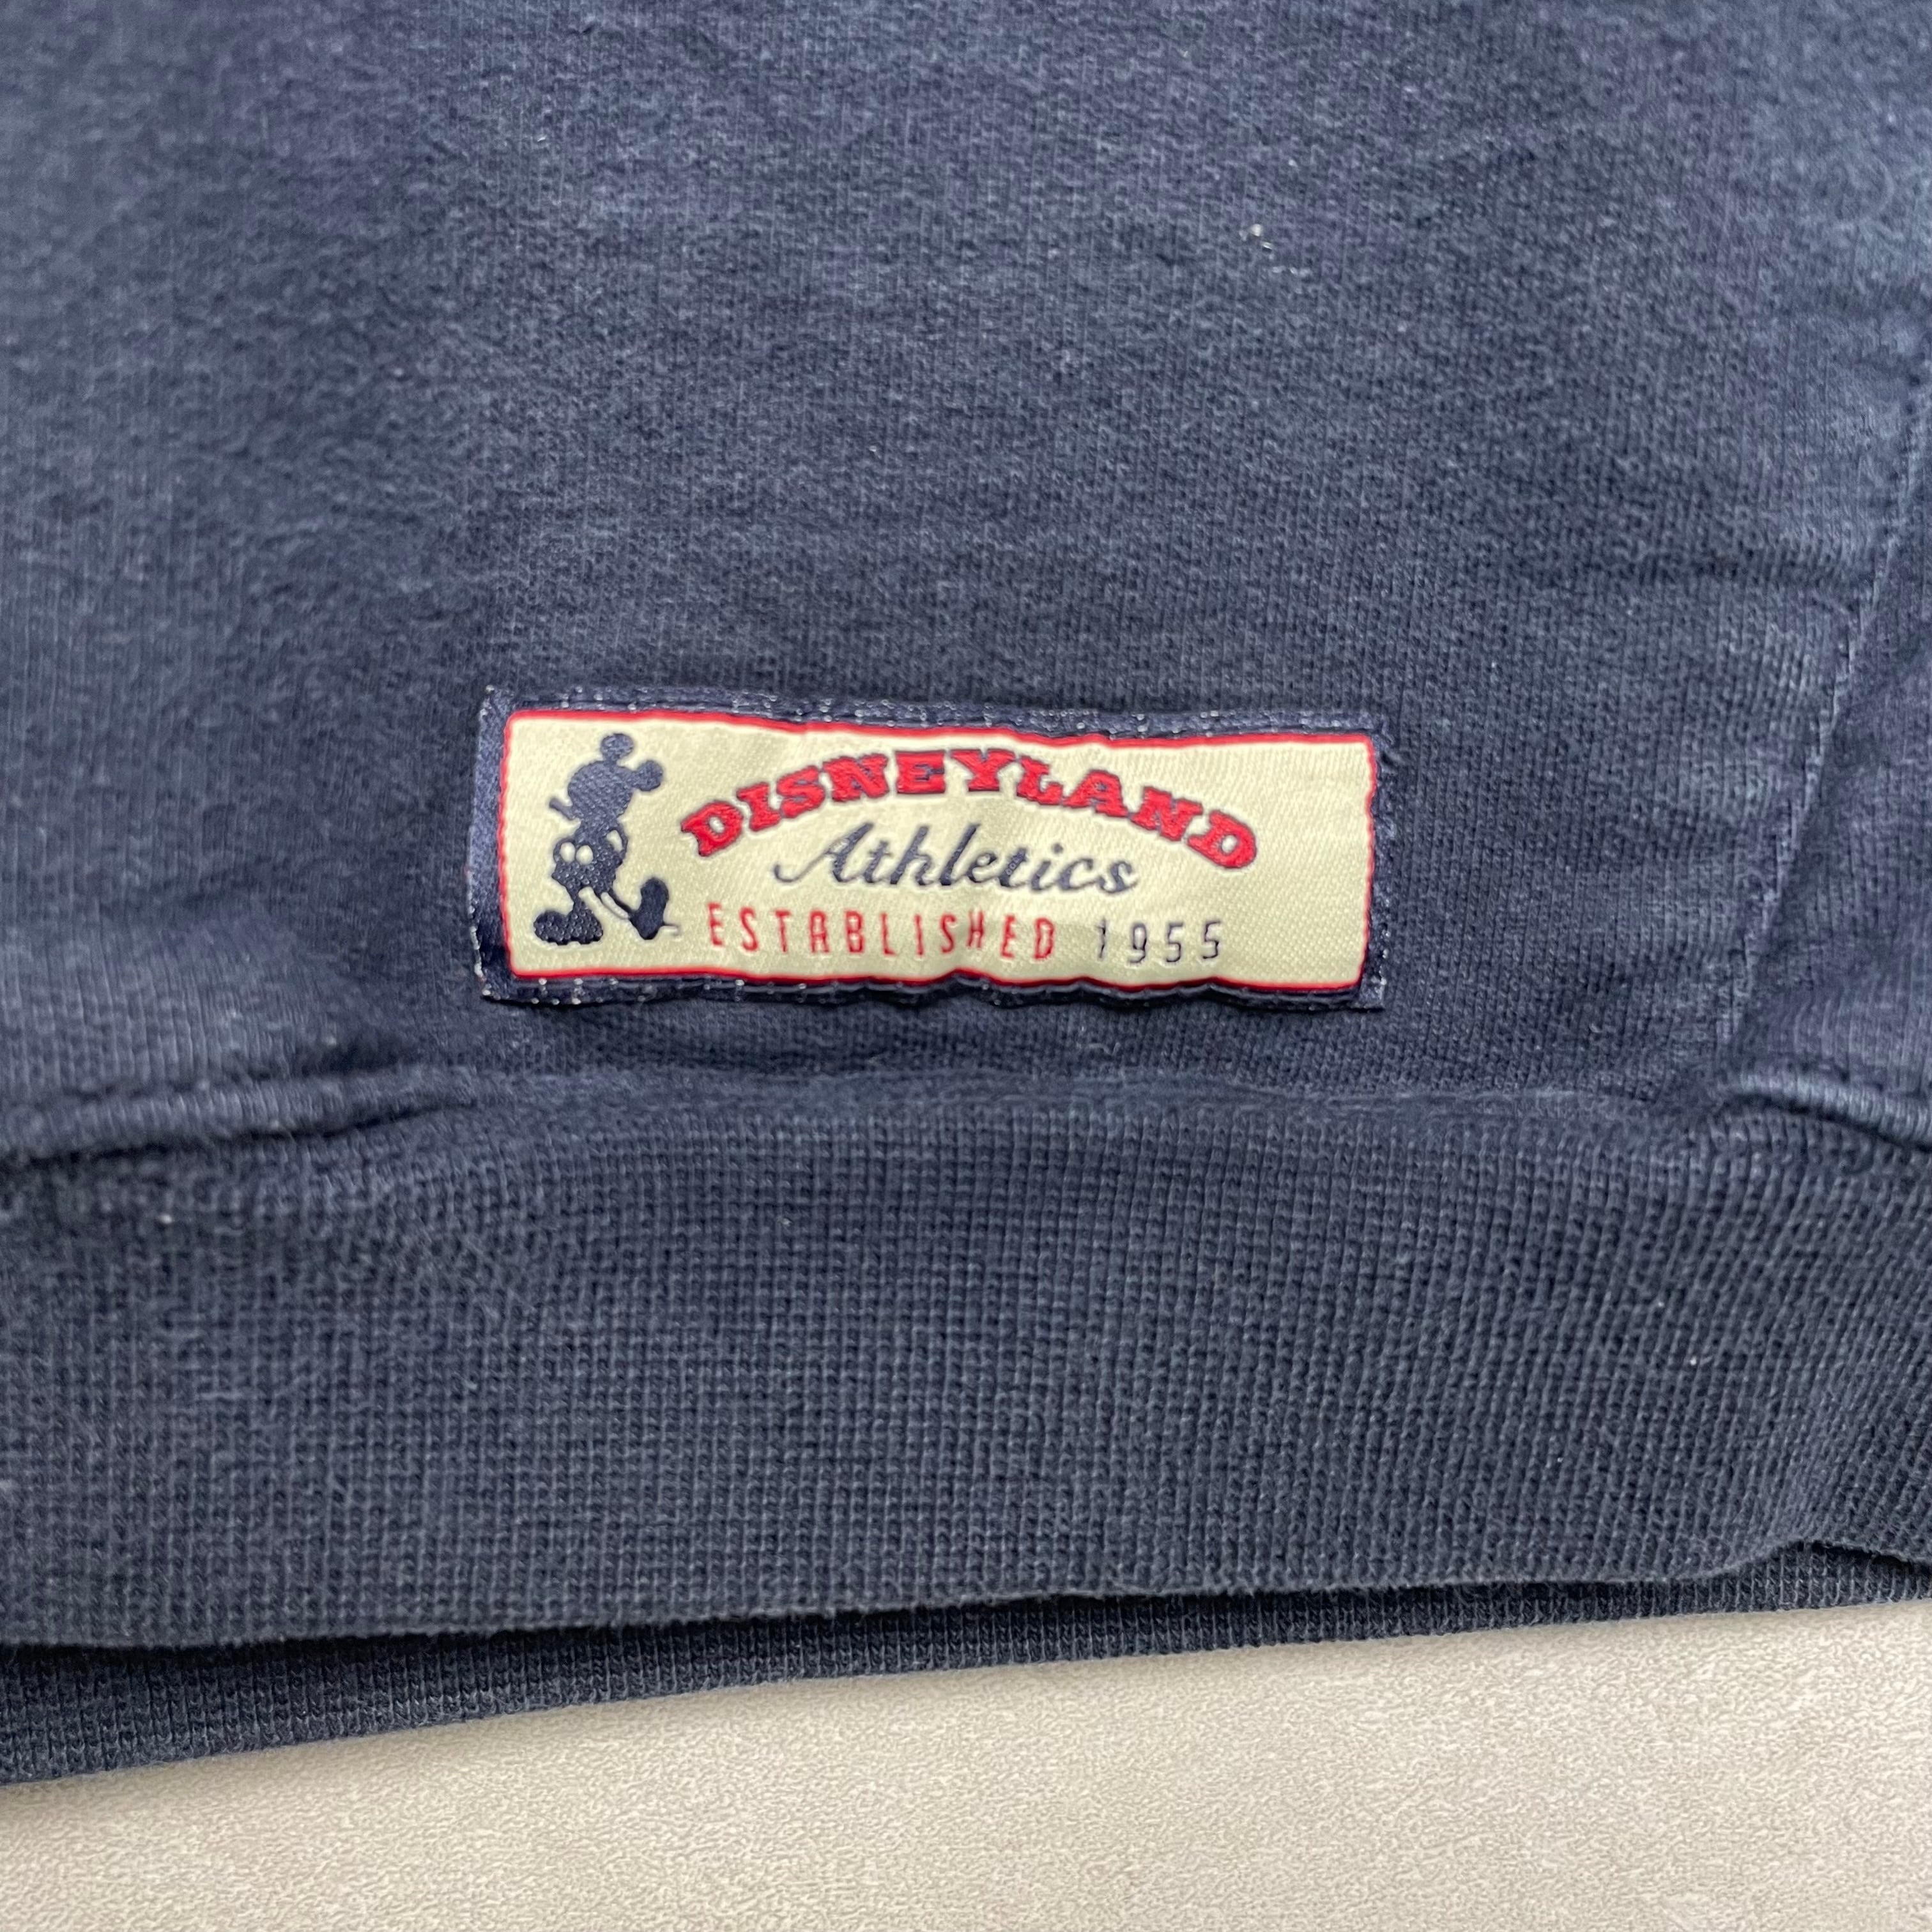 DISNEYLAND
Athletics
ESTABLISHED 1955